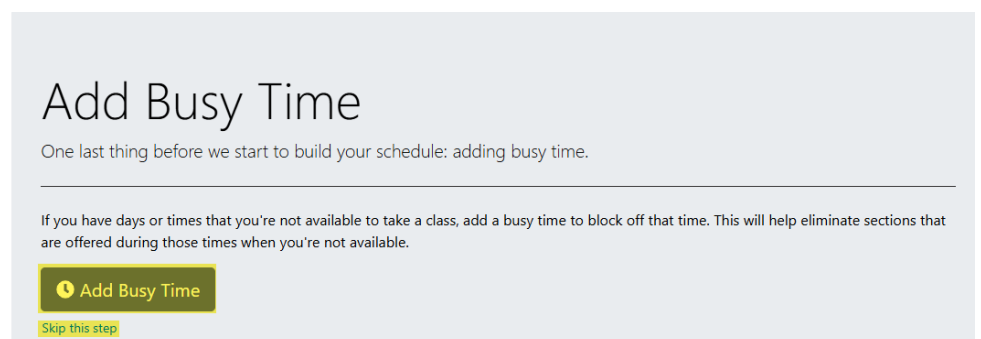 Add Busy Time
One last thing before we start to build your schedule: adding busy time.
If you have days or times that you're not available to take a class, add a busy time to block off that time. This will help eliminate sections that
are offered during those times when you're not available.
Add Busy Time
Skip this step